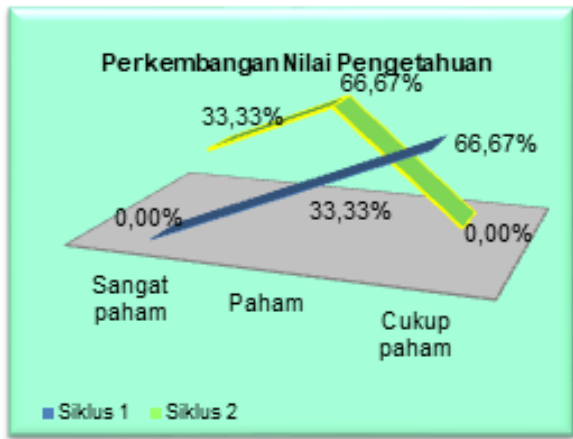 Perkembangan Nilai Pengetahuan
66,67%
33,33%
66,67%
0,00%
33,33%
0,00%
Sangat
paham
Paham
Cukup
paham
Siklus 1 Siklus 2